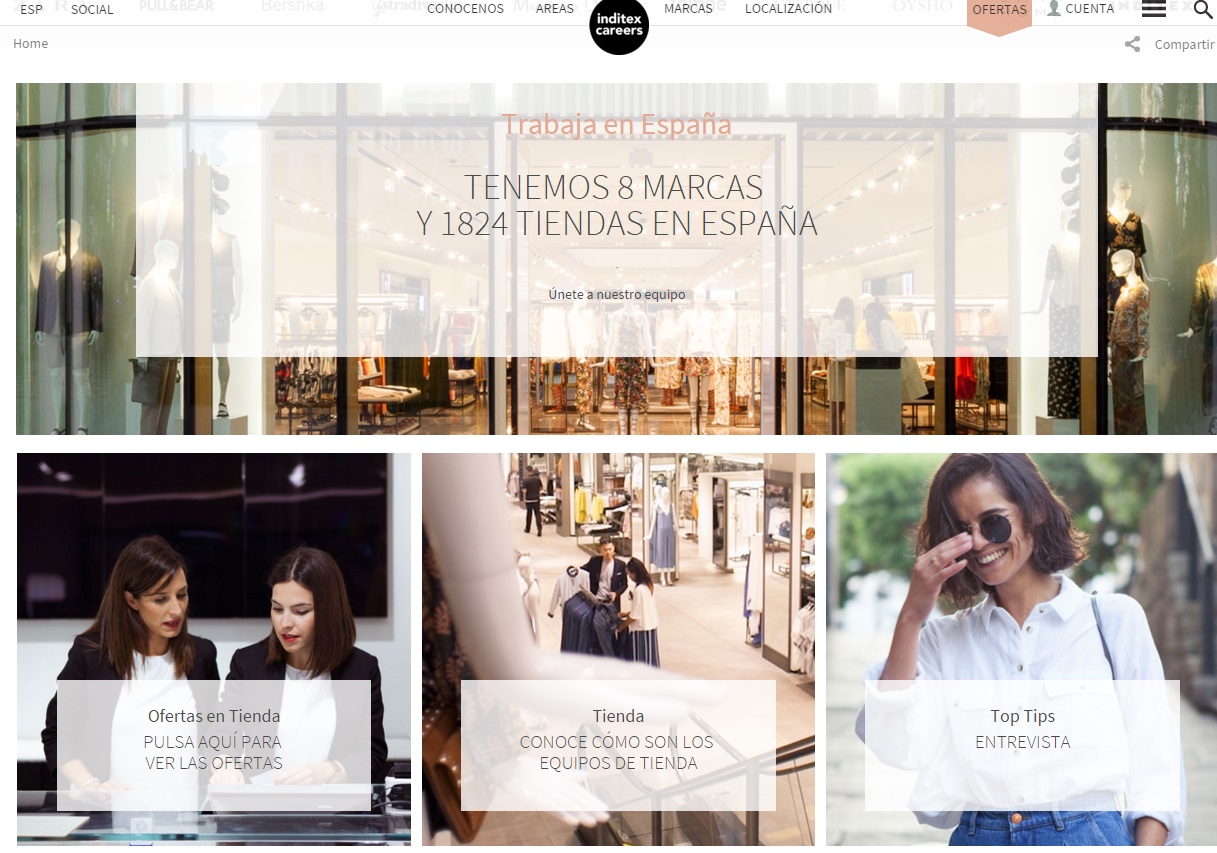 PULL&BEAR
Bershka
OYSHO
ESP
SOCIAL
CONOCENOS
AREAS
inditex
careers
MARCAS
LOCALIZACIÓN
OFERTAS
CUENTA
Home
Compartir
Trabaja en España
TENEMOS 8 MARCAS
Y 1824 TIENDAS EN ESPAÑA
-
Únete a nuestro equipo
Ofertas en Tienda
PULSA AQUÍ PARA
VER LAS OFERTAS
Tienda
CONOCE CÓMO SON LOS
EQUIPOS DE TIENDA
Top Tips
ENTREVISTA